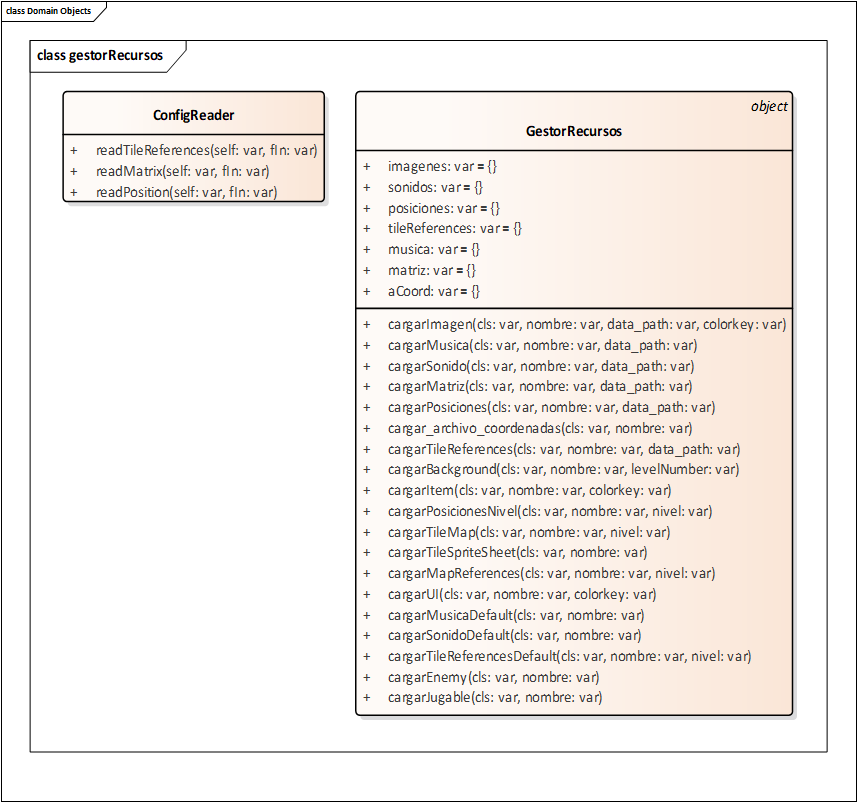 class Domain Objects
class gestorRecursos
ConfigReader
+ readTileReferences(self: var, fIn: var)
+ readMatrix(self: var, fIn: var)
+ readPosition(self: var, fIn: var)
object
GestorRecursos
+ imagenes: var = {}
+ sonidos: var = {}
+ posiciones: var = {}
+ tileReferences: var = {}
+ musica: var = {}
+ matriz: var = {}
+ aCoord: var = {}
+ cargarImagen(cls: var, nombre: var, data_path: var, colorkey: var)
+ cargarMusica(cls: var, nombre: var, data_path: var)
+ cargarSonido(cls: var, nombre: var, data_path: var)
+ cargarMatriz(cls: var, nombre: var, data_path: var)
+ cargarPosiciones(cls: var, nombre: var, data_path: var)
+ cargar_archivo_coordenadas(cls: var, nombre: var)
+ cargarTileReferences(cls: var, nombre: var, data_path: var)
+ cargarBackground(cls: var, nombre: var, levelNumber: var)
+ cargarItem(cls: var, nombre: var, colorkey: var)
+ cargarPosicionesNivel(cls: var, nombre: var, nivel: var)
+ cargarTileMap(cls: var, nombre: var, nivel: var)
+ cargarTileSpriteSheet(cls: var, nombre: var)
+ cargarMapReferences(cls: var, nombre: var, nivel: var)
+ cargarUI(cls: var, nombre: var, colorkey: var)
+ cargarMusicaDefault(cls: var, nombre: var)
+ cargarSonidoDefault(cls: var, nombre: var)
+ cargarTileReferencesDefault(cls: var, nombre: var, nivel: var)
+ cargarEnemy(cls: var, nombre: var)
+ cargarJugable(cls: var, nombre: var)